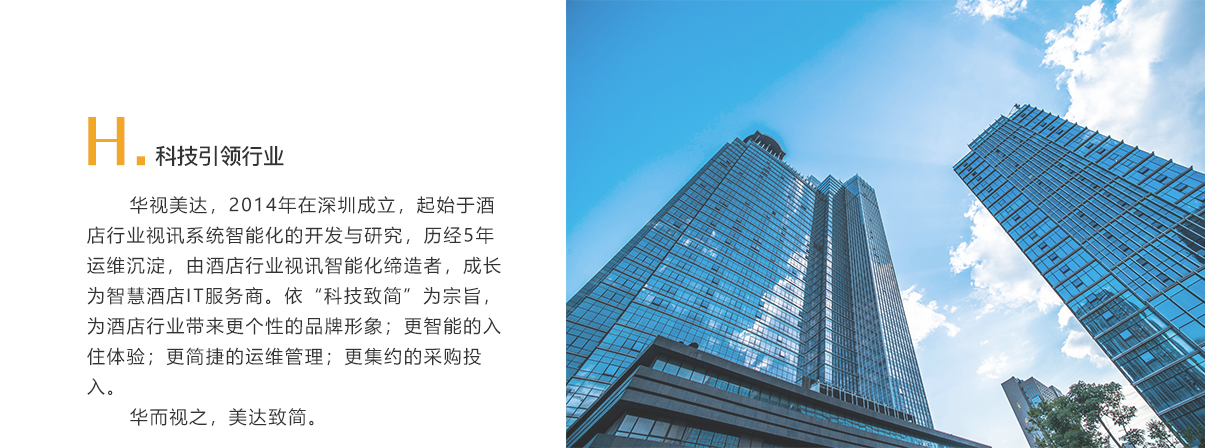 H. 科技引领行业
华视美达，2014年在深圳成立，起始于酒
店行业视讯系统智能化的开发与研究，历经5年
运维沉淀，由酒店行业视讯智能化缔造者，成长
为智慧酒店IT服务商。依“科技致简”为宗旨，
为酒店行业带来更个性的品牌形象；更智能的入
住体验；更简捷的运维管理；更集约的采购投
入。
华而视之，美达致简。